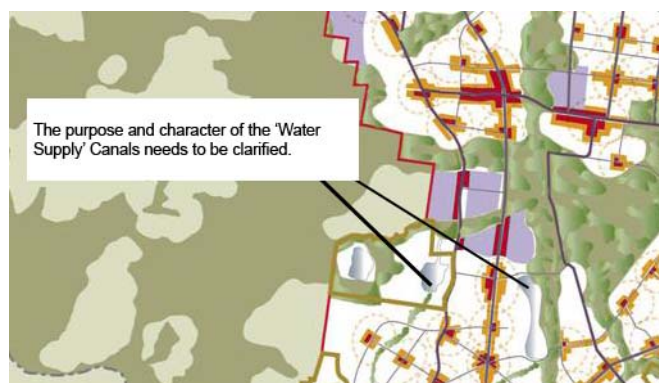 The purpose and character of the ‘Water
Supply’ Canals needs to be clarified.